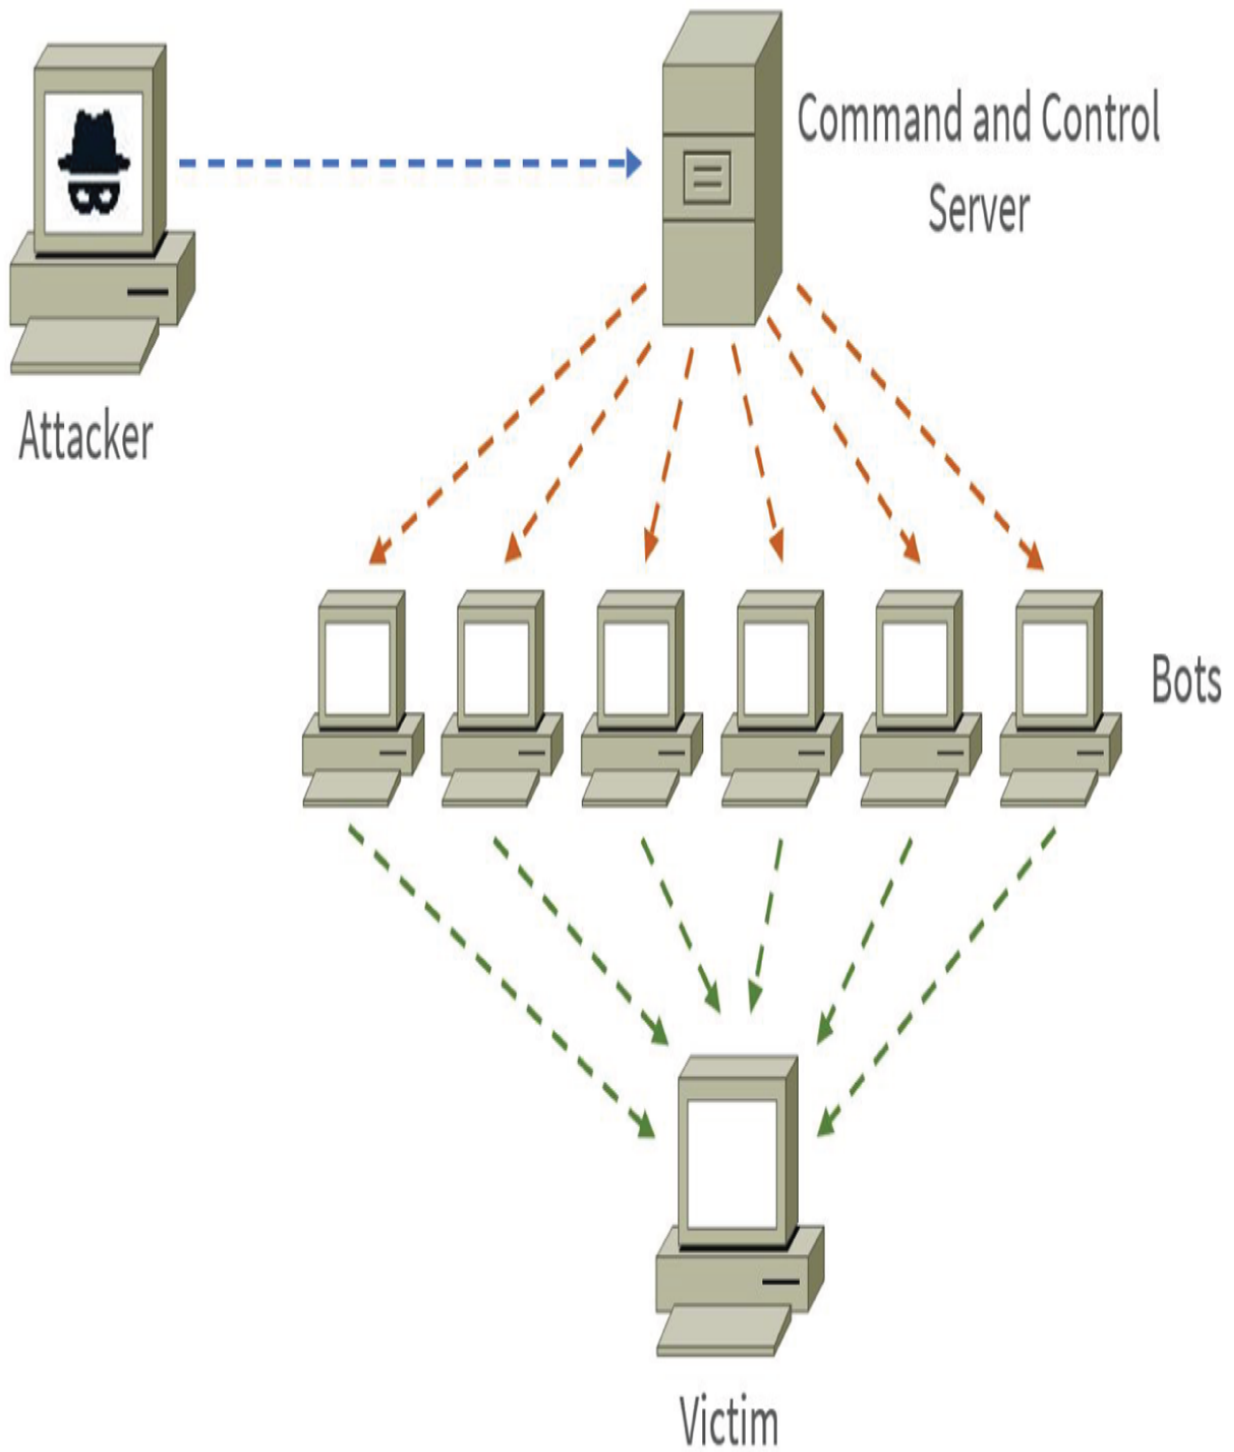 Command and Control
Server
Attacker
Bots
Victim